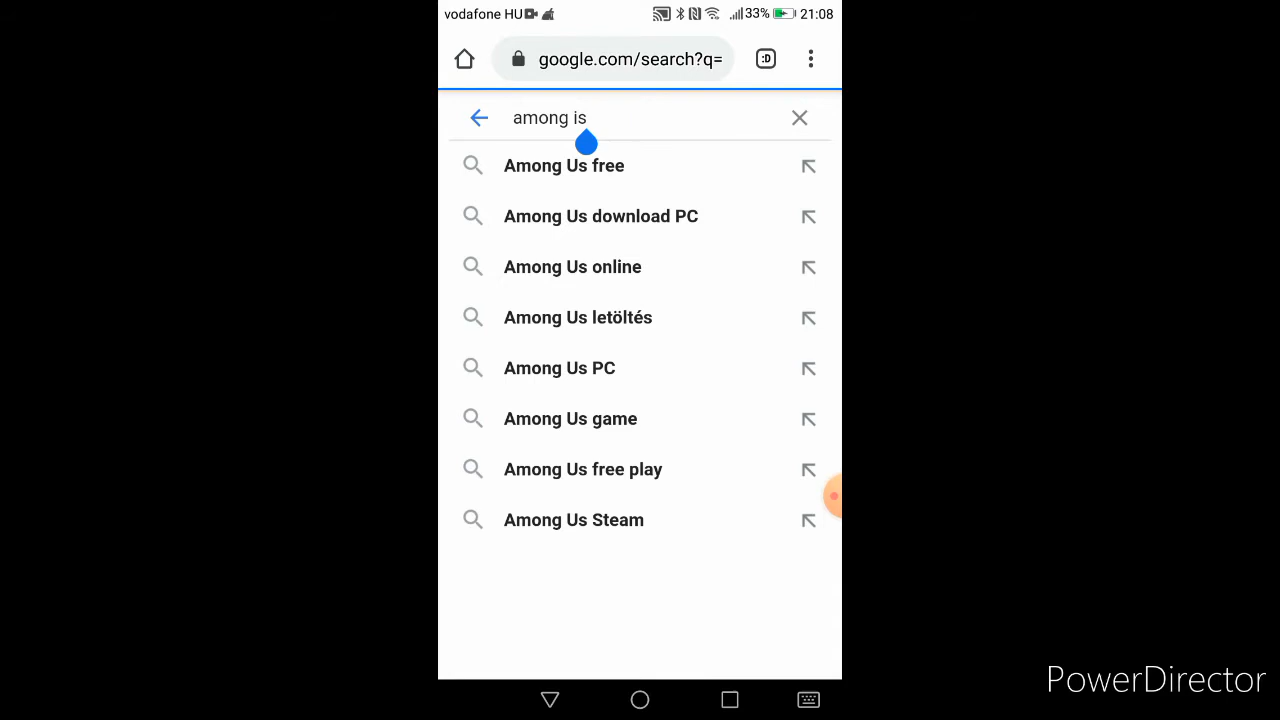 vodafone HU 33% 21:08
google.com/search?q= :D
among is
Among Us free
Among Us download PC
Among Us online
Among Us letöltés
Among Us PC
Among Us game
Among Us free play
Among Us Steam
PowerDirector